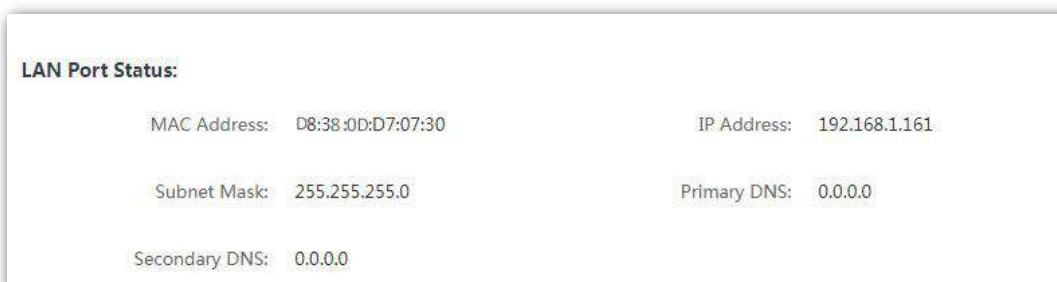 LAN Port Status:
MAC Address: D8:38:0D:D7:07:30 IP Address: 192.168.1.161
Subnet Mask: 255.255.255.0 Primary DNS: 0.0.0.0
Secondary DNS: 0.0.0.0